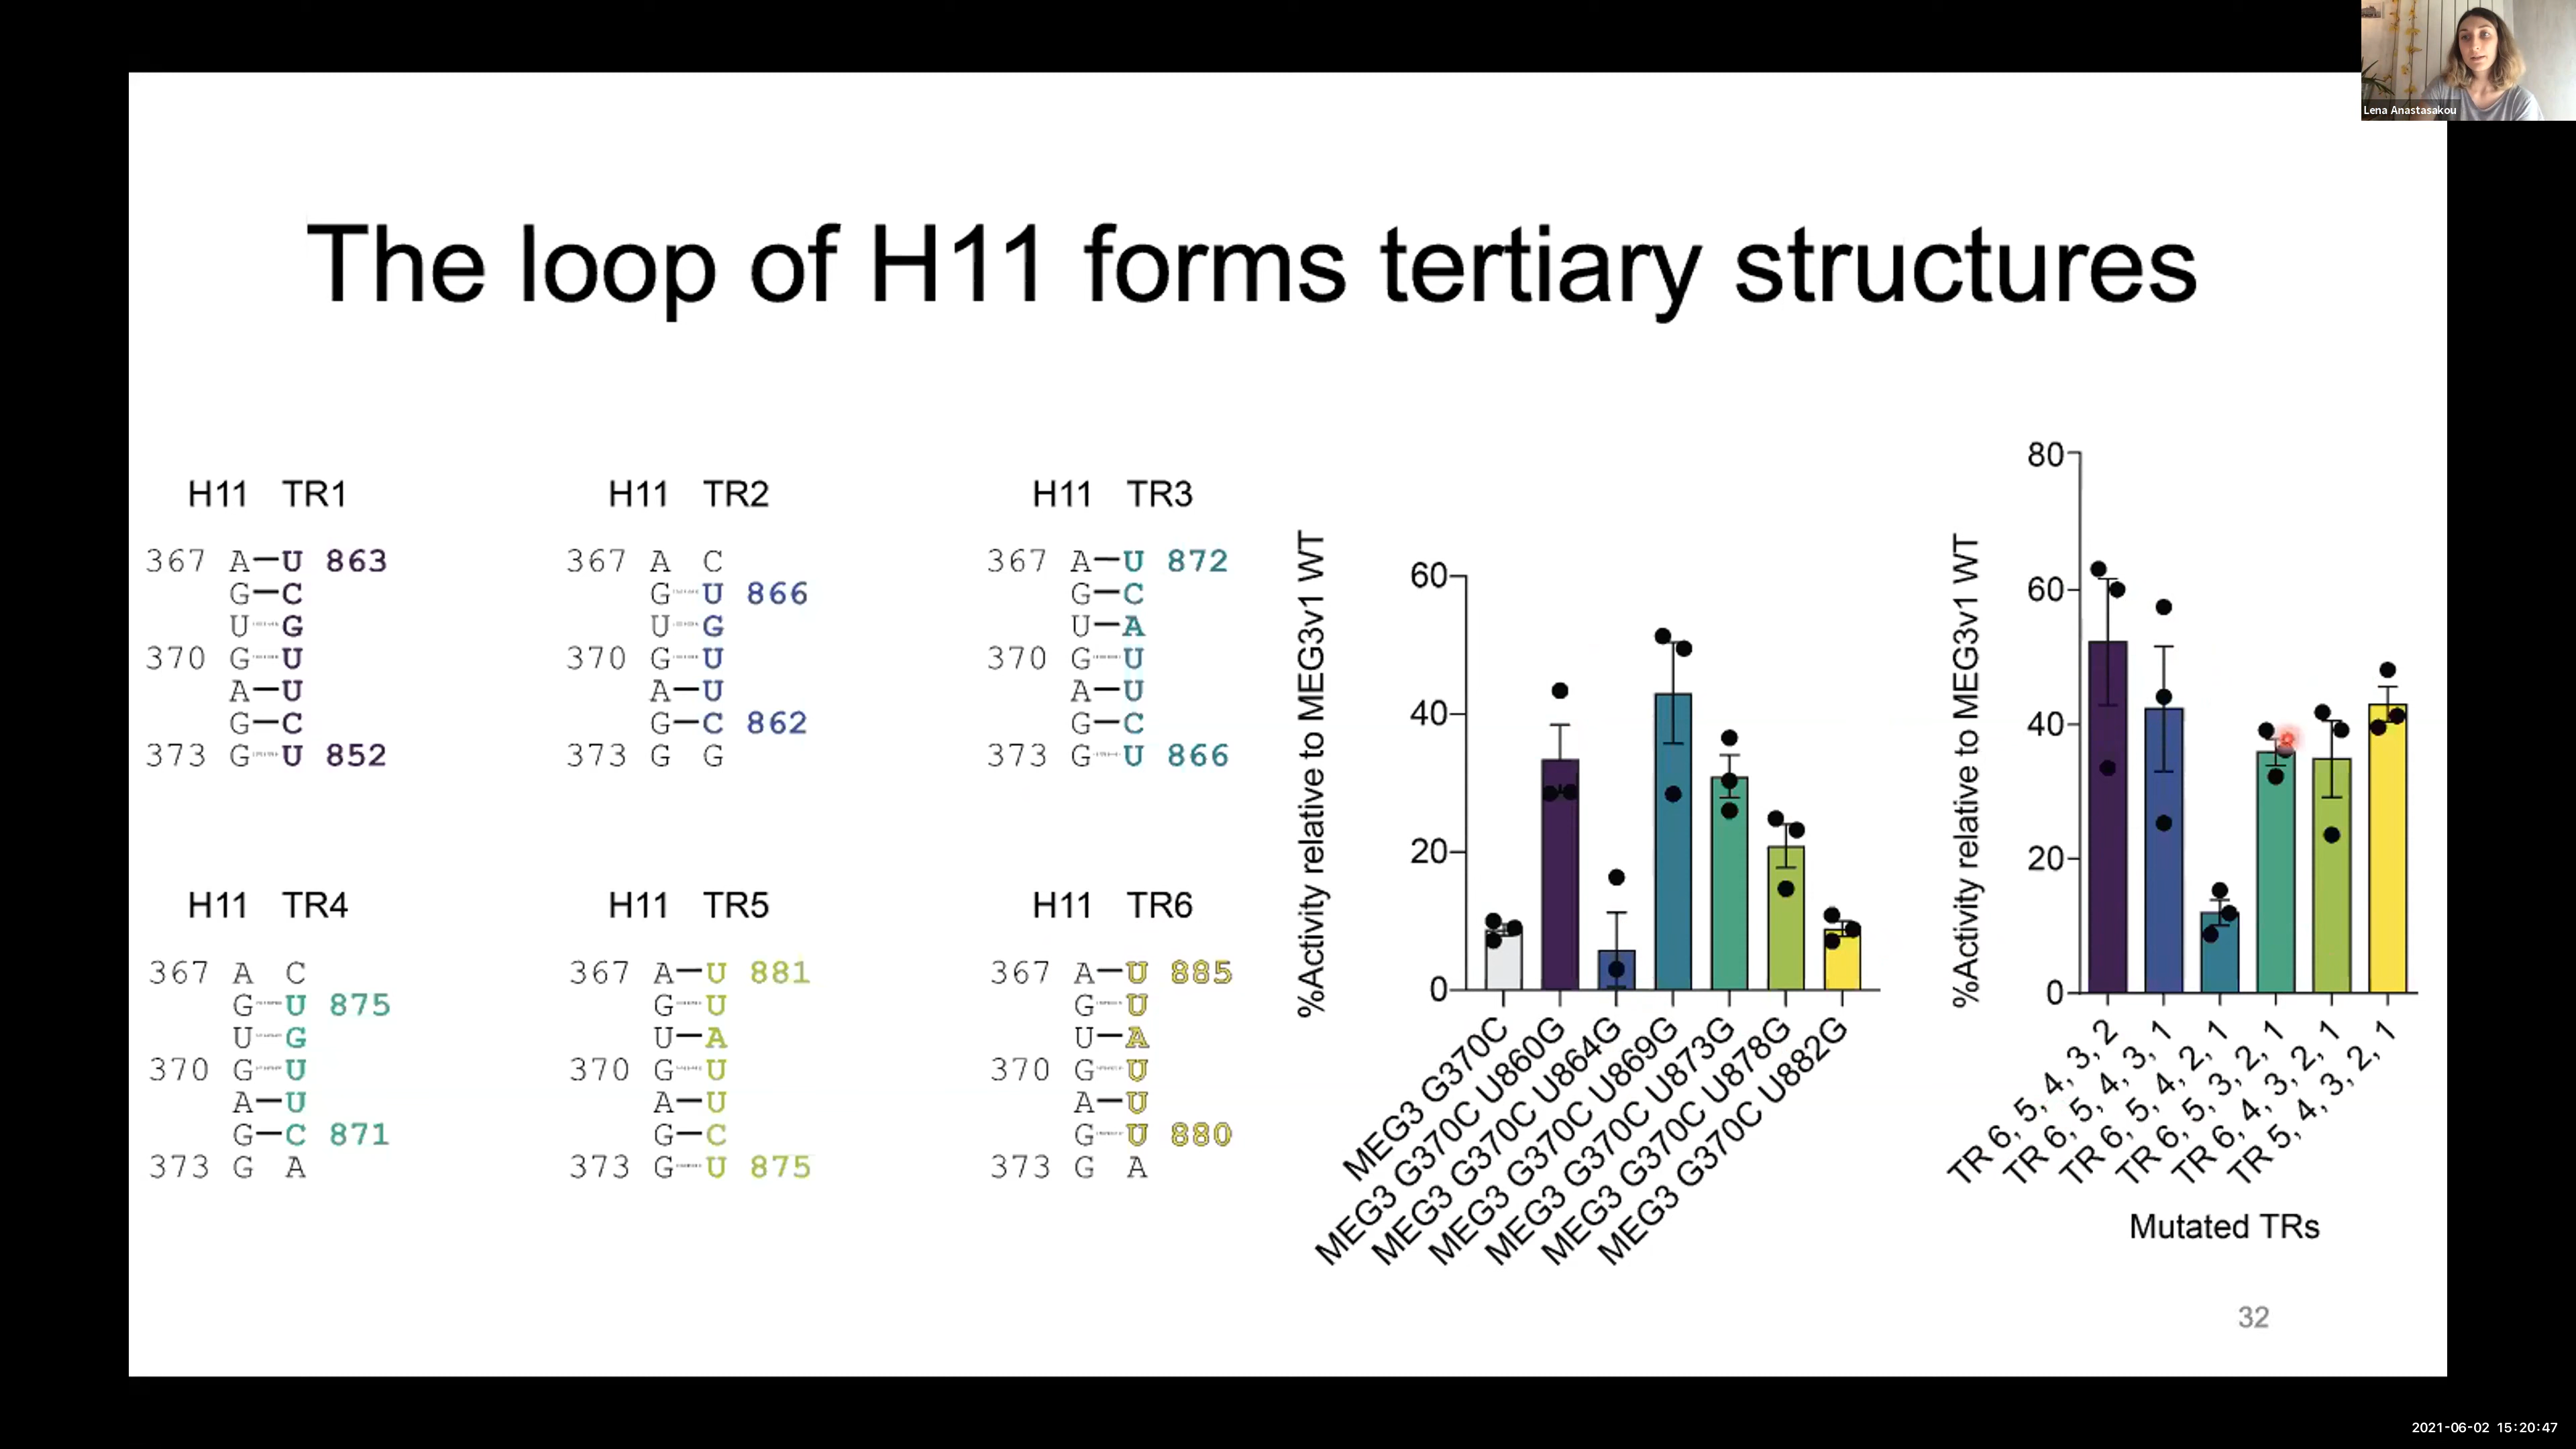 Lena Anastasakou
The loop of H11 forms tertiary structures
H11 TR1
367 A U 863
G C
U G
370 G U
A U
G C
373 G U 852
H11 TR2
367 A C
G U 866
U G
370 G U
A U
G C 862
373 G G
H11 TR3
367 A U 872
G C
U A
370 G U
A U
G C
373 G U 866
H11 TR4
367 A C
G U 875
U G
370 G U
A U
G C 871
373 G A
H11 TR5
367 A U 881
G U
U A
370 G U
A U
G C
373 G U 875
H11 TR6
367 A U 885
G U
U A
370 G U
A U
G U 880
373 G A
%Activity relative to MEG3v1 WT
60
40
20
0
MEG3 G370C
MEG3 G370C U860G
MEG3 G370C U864G
MEG3 G370C U869G
MEG3 G370C U873G
MEG3 G370C U878G
MEG3 G370C U882G
%Activity relative to MEG3v1 WT
80
60
40
20
0
TR 6, 5, 4, 3, 2
TR 6, 5, 4, 3, 1
TR 6, 5, 4, 2, 1
TR 6, 5, 3, 2, 1
TR 6, 4, 3, 2, 1
TR 5, 4, 3, 2, 1
Mutated TRs
32
2021-06-02 15:20:47